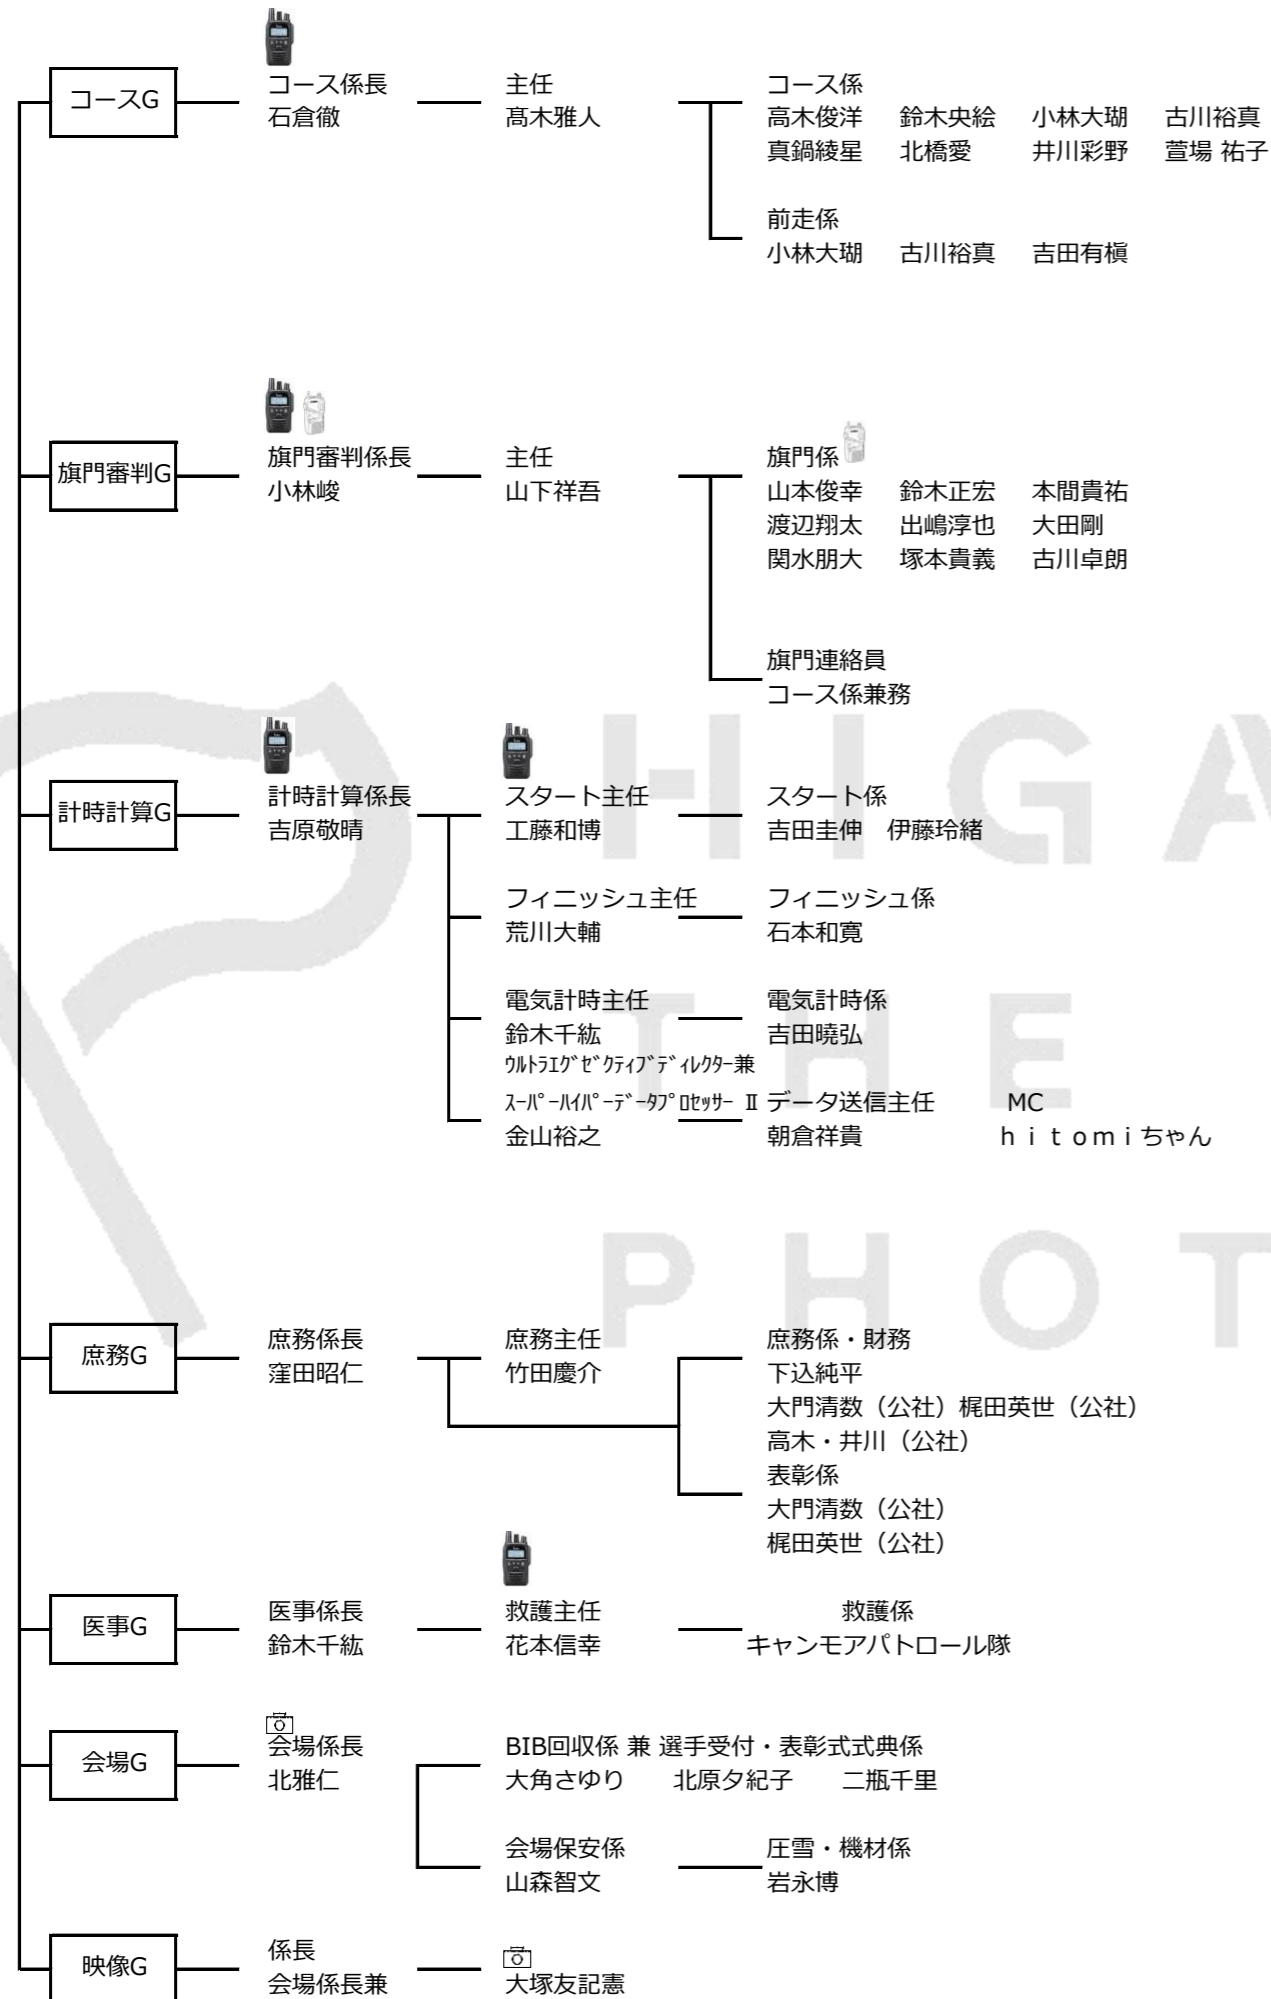 コースG
コース係長
石倉徹
主任
髙木雅人
コース係
高木俊洋 鈴木央絵 小林大瑚 古川裕真
真鍋綾星 北橋愛 井川彩野 萱場 祐子
前走係
小林大瑚 古川裕真 吉田有槇
旗門審判G
旗門審判係長
小林峻
主任
山下祥吾
旗門係
山本俊幸 鈴木正宏 本間貴祐
渡辺翔太 出嶋淳也 大田剛
関水朋大 塚本貴義 古川卓朗
旗門連絡員
コース係兼務
計時計算G
計時計算係長
吉原敬晴
スタート主任
工藤和博
スタート係
吉田圭伸 伊藤玲緒
フィニッシュ主任
荒川大輔
フィニッシュ係
石本和寛
電気計時主任
鈴木千紘
電気計時係
吉田曉弘
ｳﾙﾄﾗｴｸﾞｾﾞｸﾃｨﾌﾞﾃﾞｨﾚｸﾀｰ兼
ｽｰﾊﾟｰﾊｲﾊﾟｰﾃﾞｰﾀﾌﾟﾛｾｯｻｰ Ⅱ
金山裕之
データ送信主任
朝倉祥貴
MC
ｈｉｔｏｍｉちゃん
庶務G
庶務係長
窪田昭仁
庶務主任
竹田慶介
庶務係・財務
下込純平
大門清数（公社）梶田英世（公社）
高木・井川（公社）
表彰係
大門清数（公社）
梶田英世（公社）
医事G
医事係長
鈴木千紘
救護主任
花本信幸
救護係
キャンモアパトロール隊
会場G
会場係長
北雅仁
BIB回収係 兼 選手受付・表彰式式典係
大角さゆり 北原夕紀子 二瓶千里
会場保安係
山森智文
圧雪・機材係
岩永博
映像G
係長
会場係長兼
大塚友記憲
HIGA
THE
PHOT